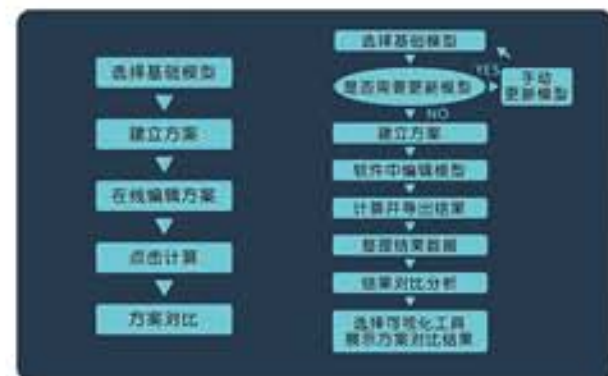 选择基础模型
建立方案
在线编辑方案
点击计算
方案对比
选择基础模型
是否需要更新模型
YES
手动
更新模型
NO
建立方案
软件中编辑模型
计算并导出结果
整理结果数据
结果对比分析
选择可视化工具
展示方案对比结果